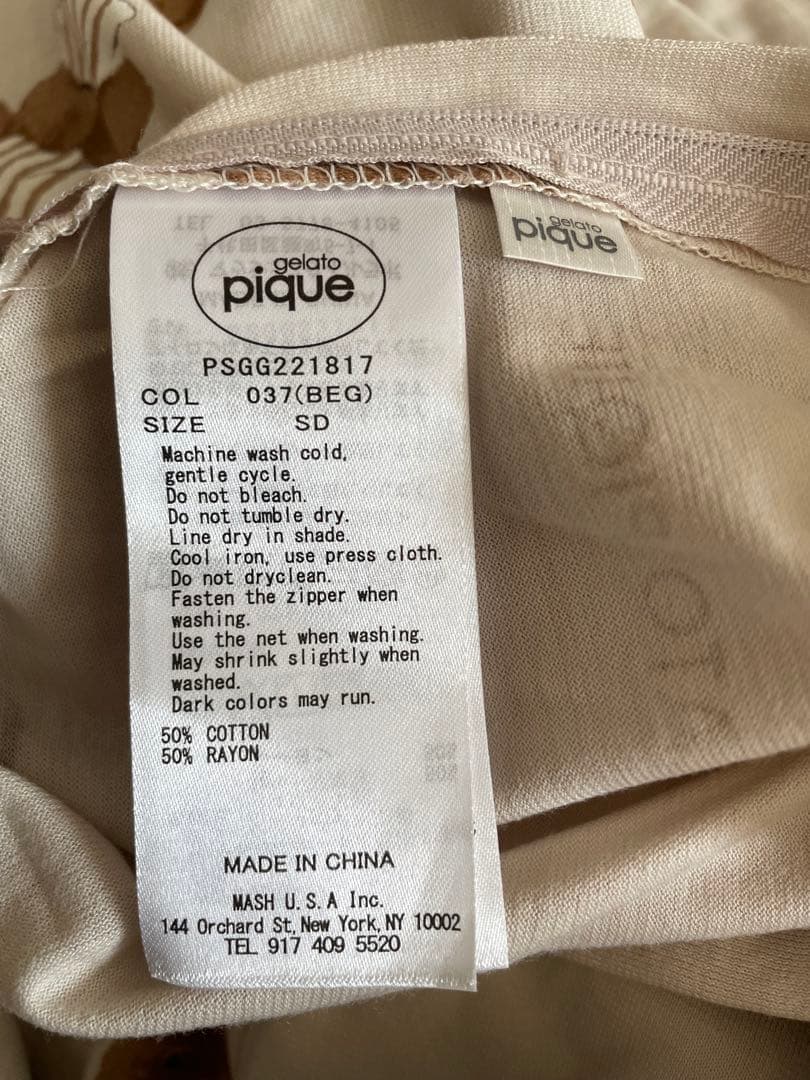 gelato
pique
gelato
pique
PSGG221817
COL 037(BEG)
SIZE SD
Machine wash cold,
gentle cycle.
Do not bleach.
Do not tumble dry.
Line dry in shade.
Cool iron, use press cloth.
Do not dryclean.
Fasten the zipper when
washing.
Use the net when washing.
May shrink slightly when
washed.
Dark colors may run.
50% COTTON
50% RAYON
MADE IN CHINA
MASH U.S.A Inc.
144 Orchard St, New York, NY 10002
TEL 917 409 5520